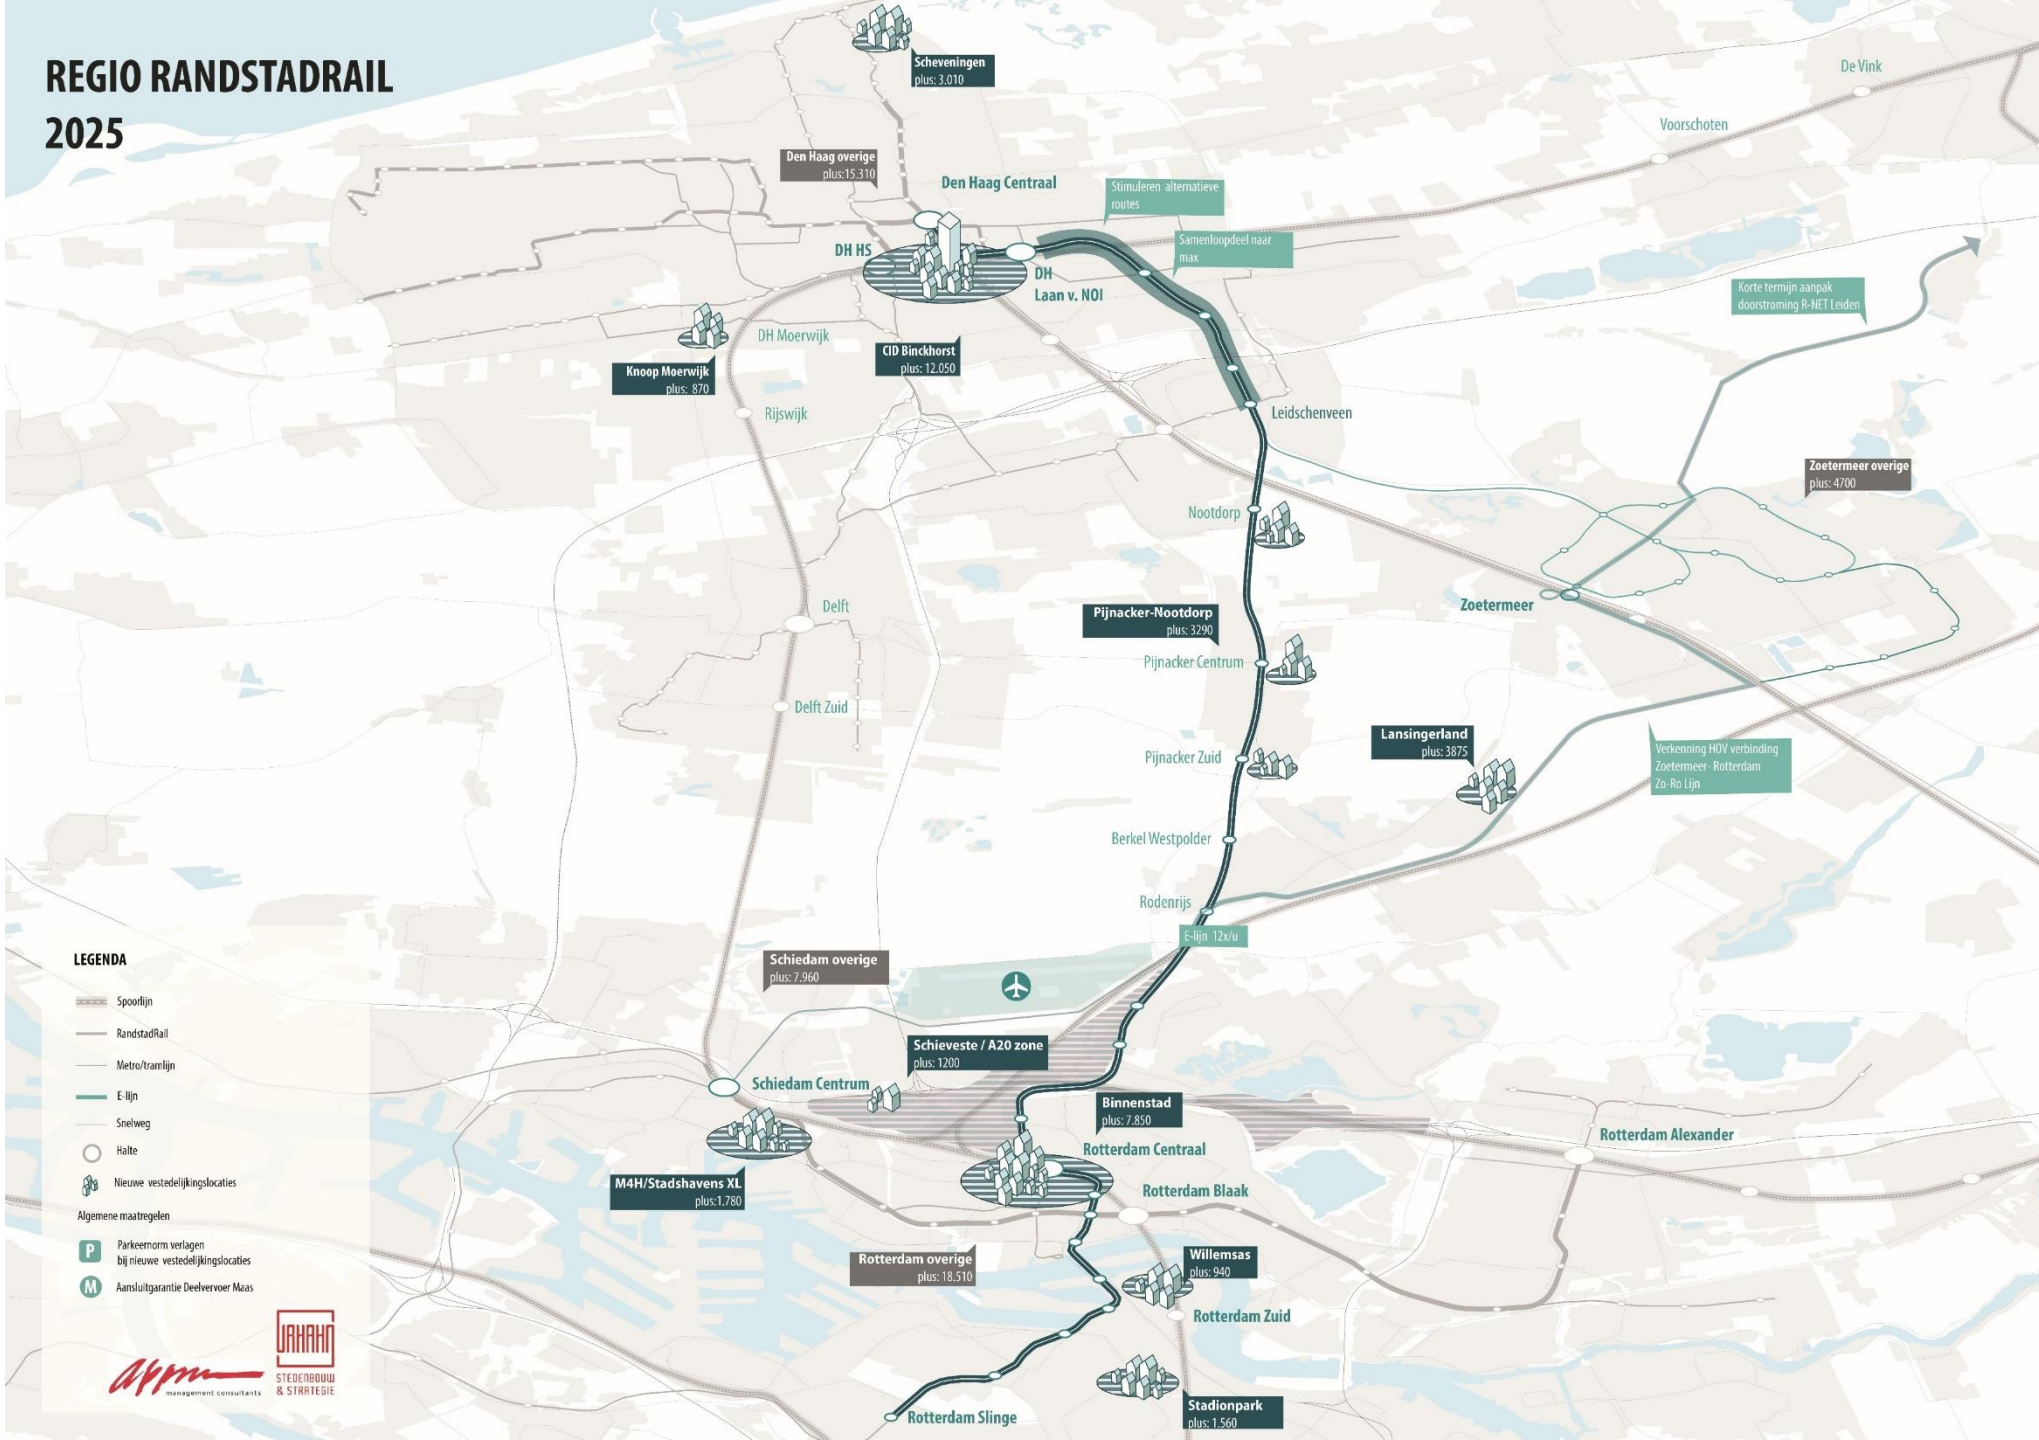 REGIO RANDSTADRAIL
2025
Scheveningen
plus: 3.010
De Vink
Voorschoten
Den Haag overige
plus:15.310
Den Haag Centraal
Stimuleren alternatieve
routes
Samenloopdeel naar
max
DH HS
DH
Laan v. NOI
Korte termijn aanpak
doorstroming R-NET Leiden
DH Moerwijk
CID Binckhorst
plus: 12.050
Knoop Moerwijk
plus: 870
Rijswijk
Leidschenveen
Zoetermeer overige
plus: 4700
Nootdorp
Delft
Pijnacker-Nootdorp
plus: 3290
Zoetermeer
Pijnacker Centrum
Delft Zuid
Lansingerland
plus: 3875
Pijnacker Zuid
Verkenning HOV verbinding
Zoetermeer- Rotterdam
Zo-Ro Lijn
Berkel Westpolder
Rodenrijs
E-lijn 12x/u
Schiedam overige
plus: 7.960
Schieveste / A20 zone
plus: 1200
Schiedam Centrum
Binnenstad
plus: 7.850
Rotterdam Centraal
Rotterdam Alexander
M4H/Stadshavens XL
plus:1.780
Rotterdam Blaak
Rotterdam overige
plus: 18.510
Willemsas
plus: 940
Rotterdam Zuid
Stadionpark
plus: 1.560
Rotterdam Slinge
LEGENDA
Spoorlijn
RandstadRail
Metro/tramlijn
E-lijn
Snelweg
Halte
Nieuwe vestedelijkingslocaties
Algemene maatregelen
P
Parkeernorm verlagen
bij nieuwe vestedelijkingslocaties
M
Aansluitgarantie Deelvervoer Maas
appm
management consultants
JAHAHN
STEDENBOUW
& STRATEGIE